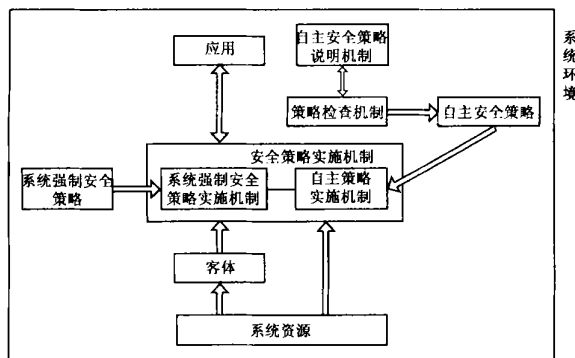 应用
自主安全策略
说明机制
系
统
环
境
策略检查机制
自主安全策略
安全策略实施机制
系统强制安全
策略
系统强制安全
策略实施机制
自主策略
实施机制
客体
系统资源